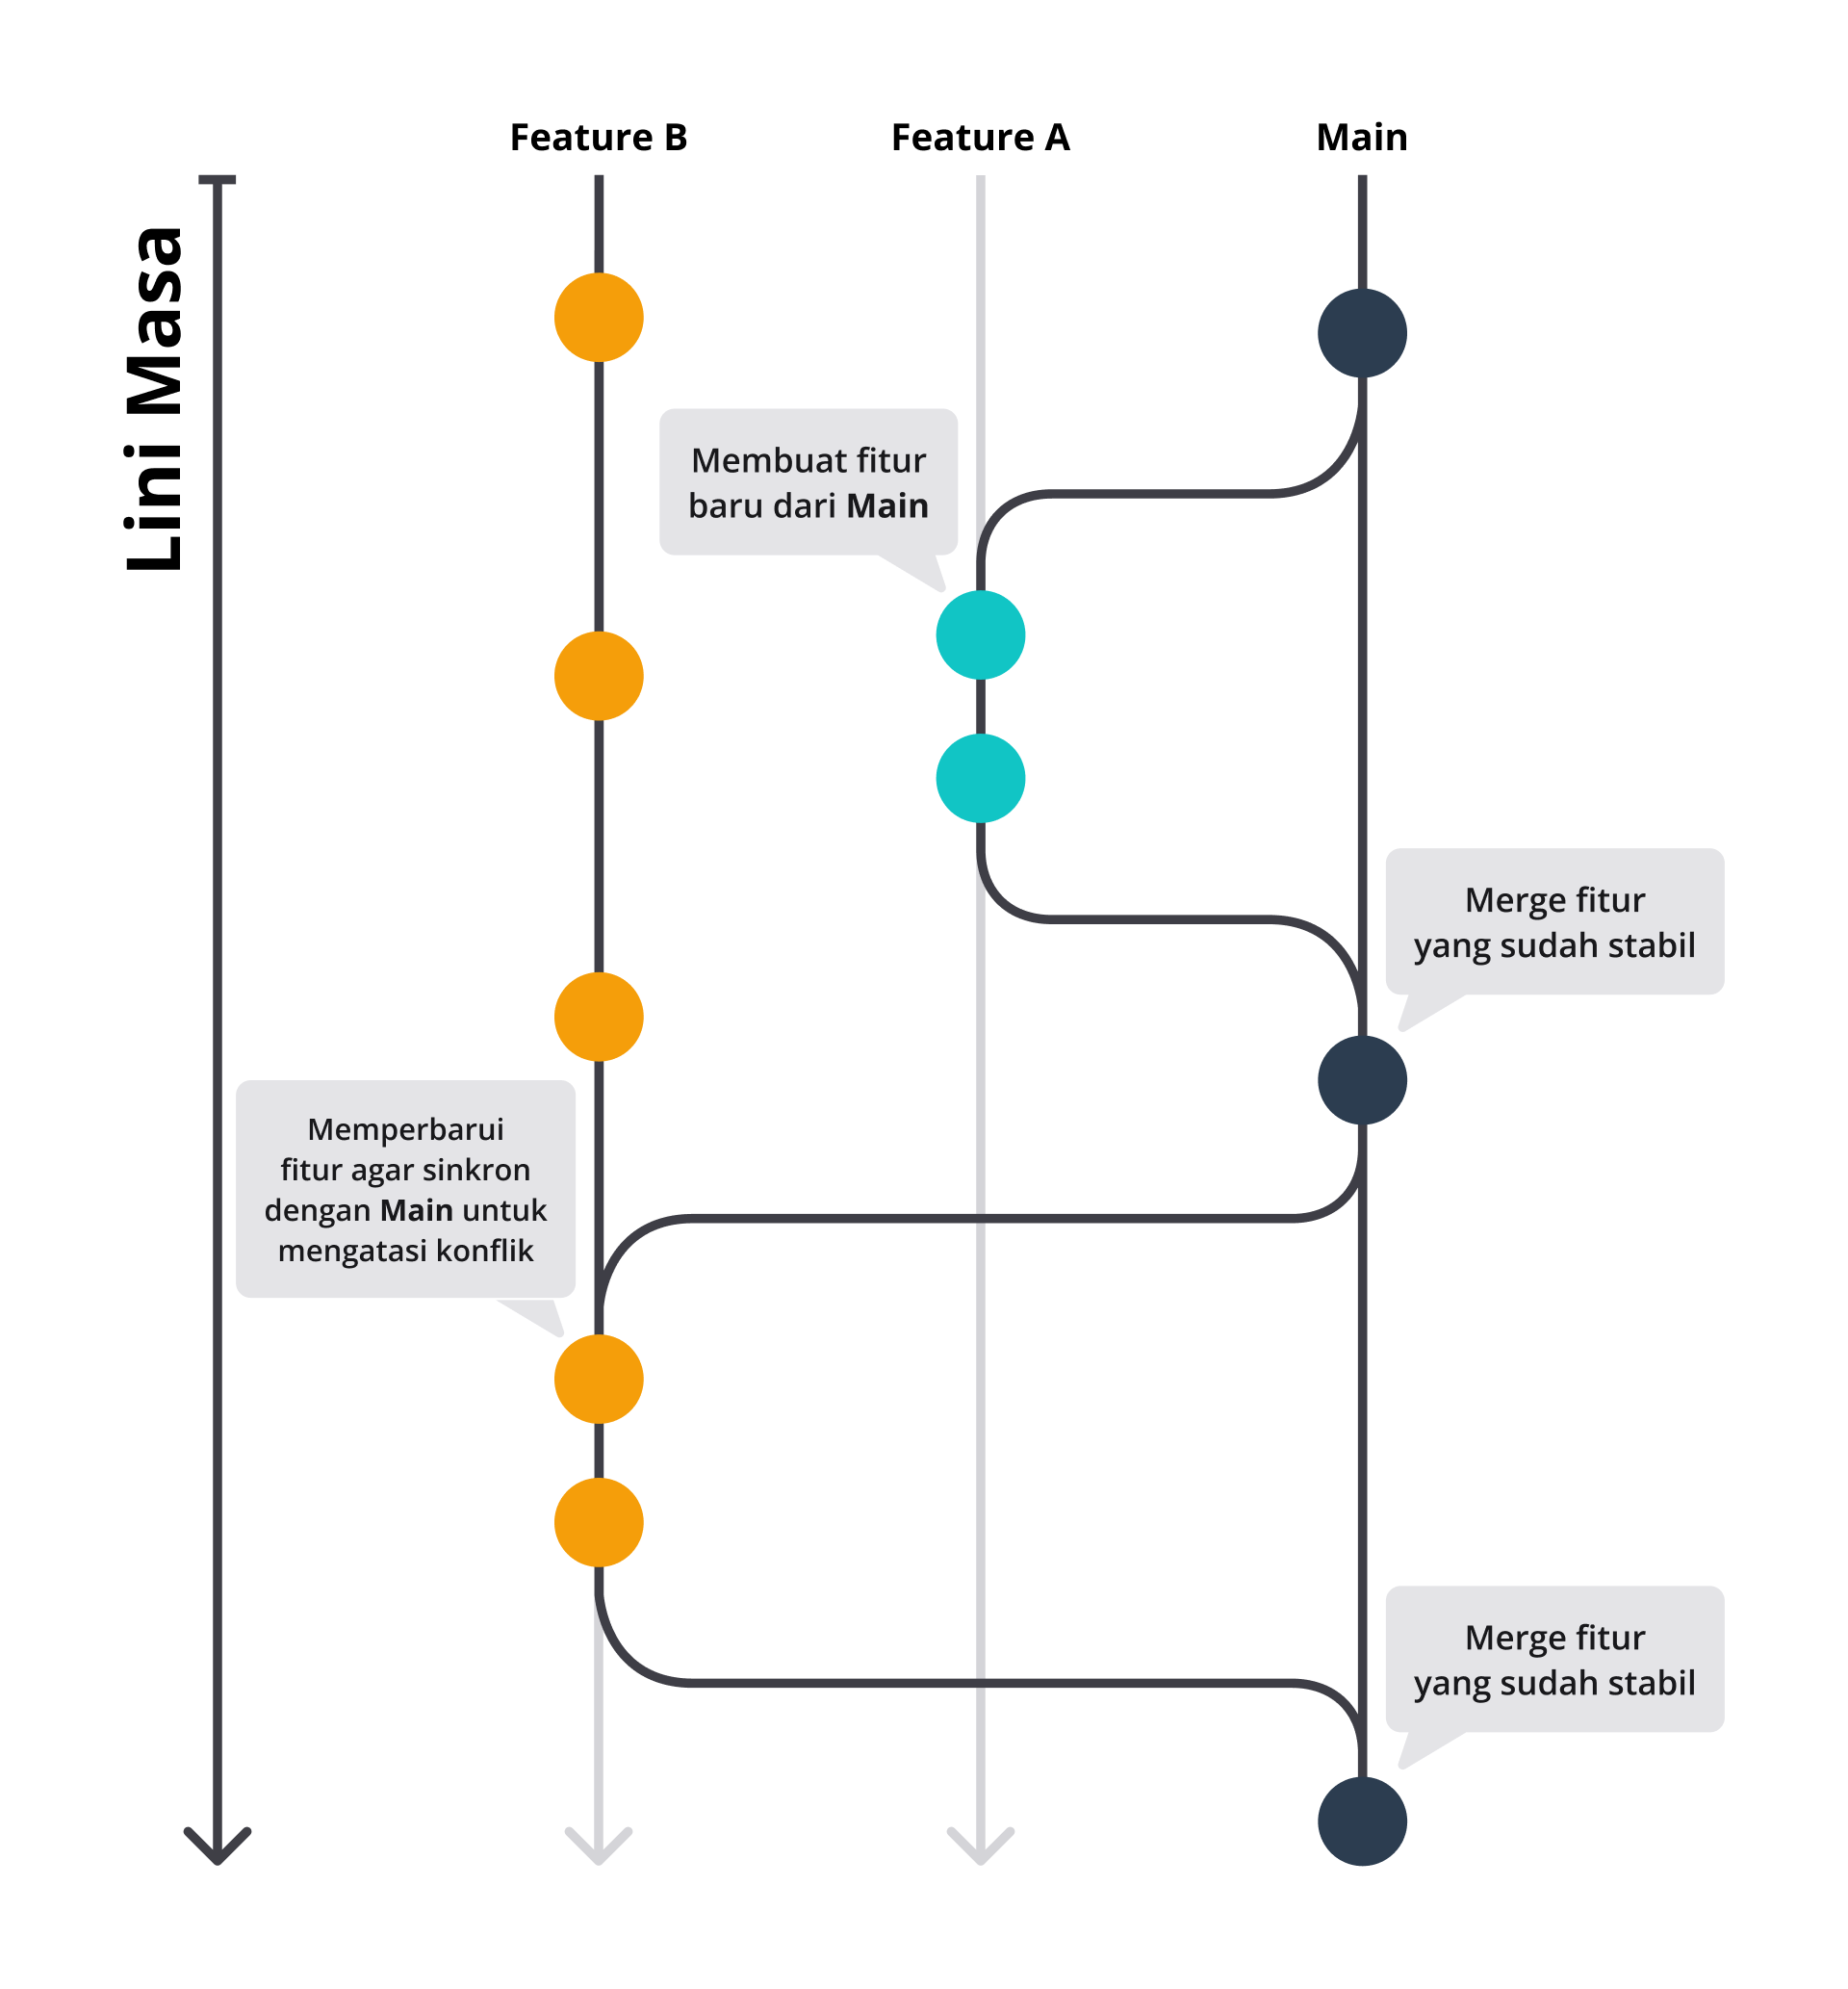 Feature B
Feature A
Main
Lini Masa
Membuat fitur
baru dari Main
Merge fitur
yang sudah stabil
Memperbarui
fitur agar sinkron
dengan Main untuk
mengatasi konflik
Merge fitur
yang sudah stabil